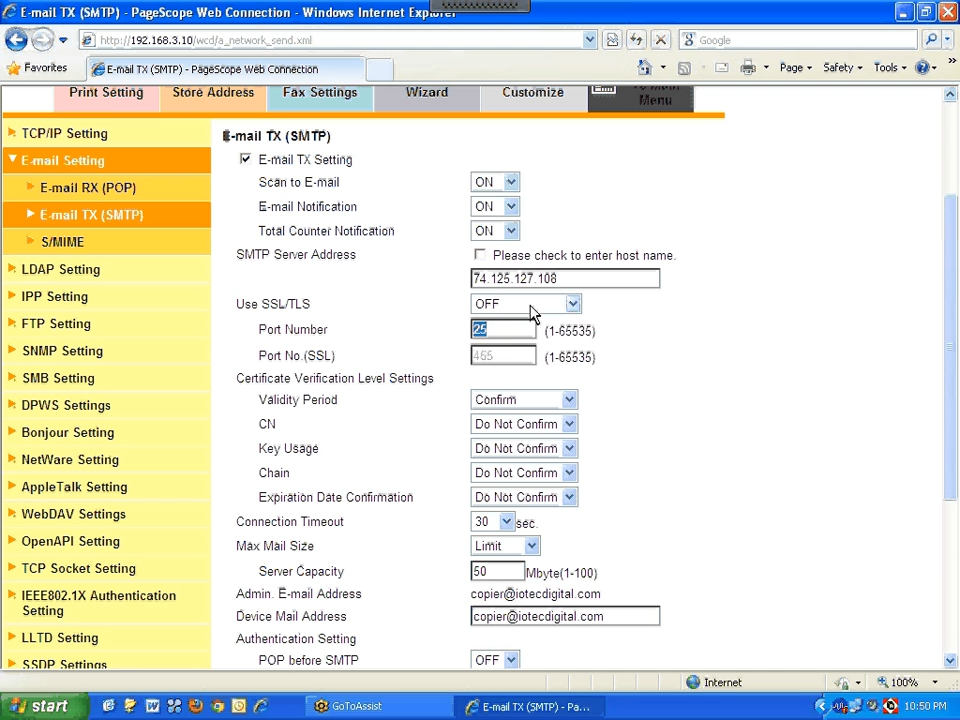 E-mail TX (SMTP) - PageScope Web Connection - Windows Internet Explorer
http://192.168.3.10/wcd/a_network_send.xml
Google
Favorites
E-mail TX (SMTP) - PageScope Web Connection
Page
Safety
Tools
Print Setting
Store Address
Fax Settings
Wizard
Customize
To Main
Menu
TCP/IP Setting
E-mail Setting
E-mail RX (POP)
E-mail TX (SMTP)
S/MIME
LDAP Setting
IPP Setting
FTP Setting
SNMP Setting
SMB Setting
DPWS Settings
Bonjour Setting
NetWare Setting
AppleTalk Setting
WebDAV Settings
OpenAPI Setting
TCP Socket Setting
IEEE802.1X Authentication
Setting
LLTD Setting
SSDP Settings
E-mail TX (SMTP)
E-mail TX Setting
Scan to E-mail ON
E-mail Notification ON
Total Counter Notification ON
SMTP Server Address Please check to enter host name.
74.125.127.108
Use SSL/TLS OFF
Port Number 25 (1-65535)
Port No.(SSL) 465 (1-65535)
Certificate Verification Level Settings
Validity Period Confirm
CN Do Not Confirm
Key Usage Do Not Confirm
Chain Do Not Confirm
Expiration Date Confirmation Do Not Confirm
Connection Timeout 30 sec.
Max Mail Size Limit
Server Capacity 50 Mbyte(1-100)
Admin. E-mail Address copier@iotecdigital.com
Device Mail Address copier@iotecdigital.com
Authentication Setting
POP before SMTP OFF
Internet
100%
start
GoToAssist
E-mail TX (SMTP) - Pa...
10:50 PM